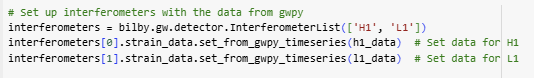 # Set up interferometers with the data from gwpy
interferometers = bilby.gw.detector.InterferometerList(['H1', 'L1'])
interferometers[0].strain_data.set_from_gwpy_timeseries(h1_data)  # Set data for H1
interferometers[1].strain_data.set_from_gwpy_timeseries(l1_data)  # Set data for L1